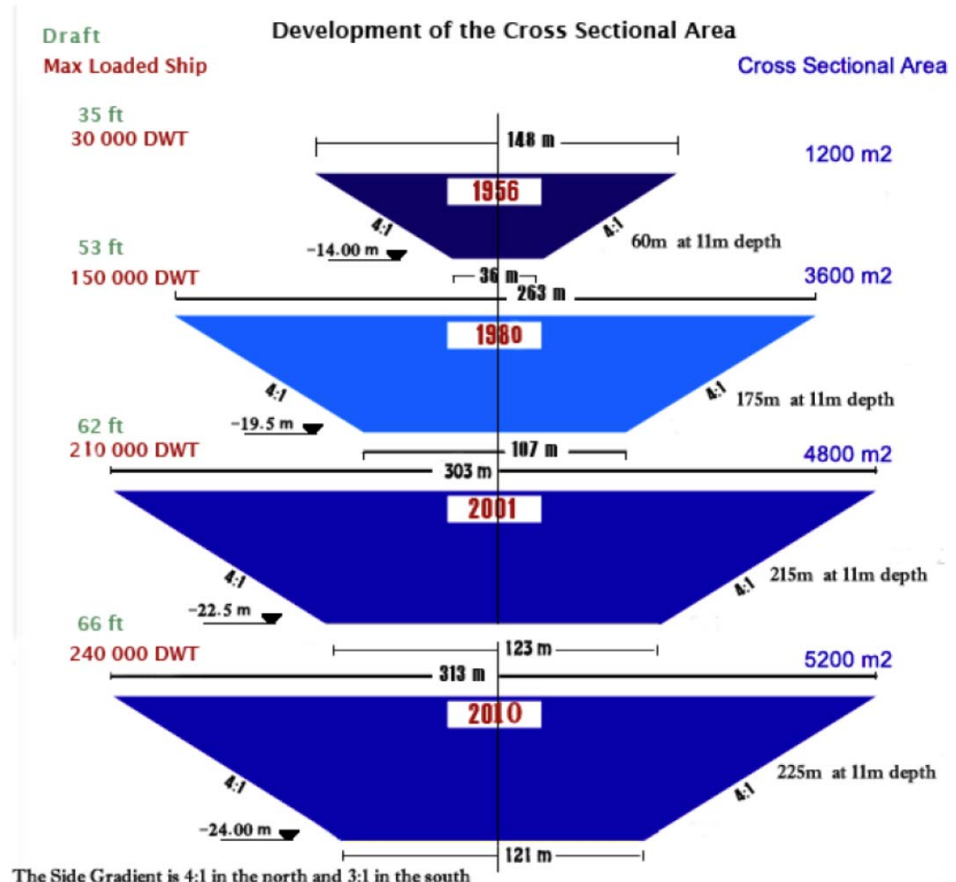 Development of the Cross Sectional Area
Draft
Max Loaded Ship
Cross Sectional Area
35 ft
30 000 DWT
148 m
1200 m2
1956
4:1
4:1
60m at 11m depth
-14.00 m
36 m
53 ft
150 000 DWT
263 m
3600 m2
1980
4:1
4:1
175m at 11m depth
-19.5 m
107 m
62 ft
210 000 DWT
303 m
4800 m2
2001
4:1
4:1
215m at 11m depth
-22.5 m
123 m
66 ft
240 000 DWT
313 m
5200 m2
2010
4:1
4:1
225m at 11m depth
-24.00 m
121 m
The Side Gradient is 4:1 in the north and 3:1 in the south